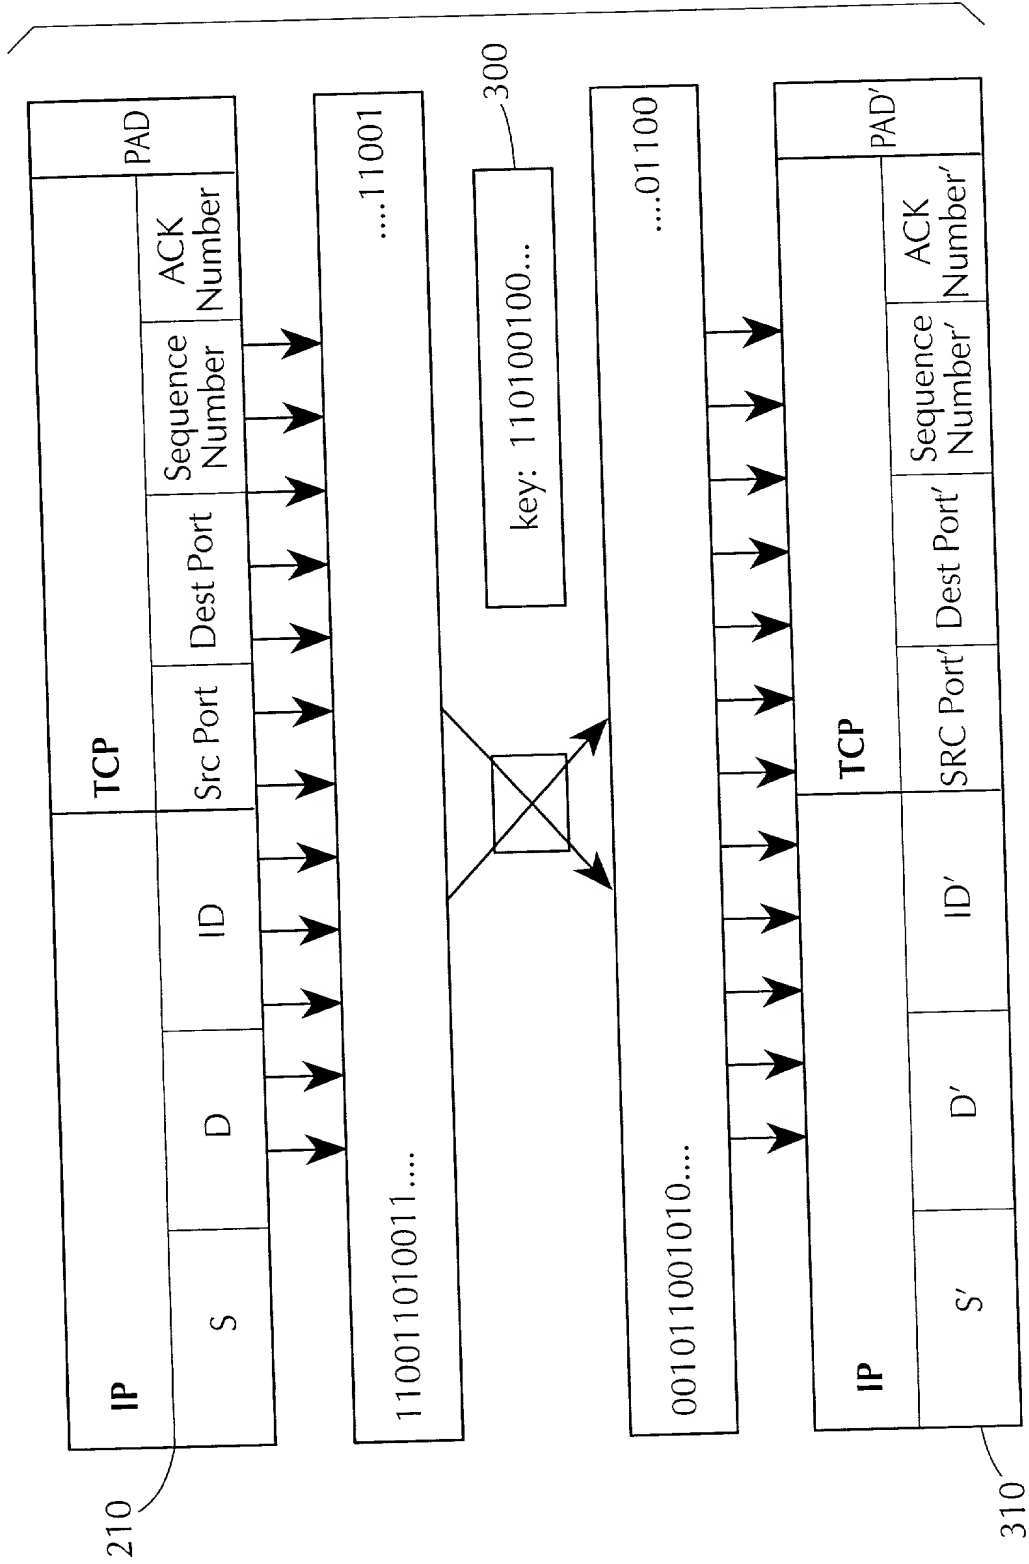 210
IP
TCP
PAD
S
D
ID
Src Port
Dest Port
Sequence
Number
ACK
Number
110011010011....
....11001
key: 110100100...
300
001011001010....
....01100
310
IP
TCP
PAD'
S'
D'
ID'
SRC Port'
Dest Port'
Sequence
Number'
ACK
Number'